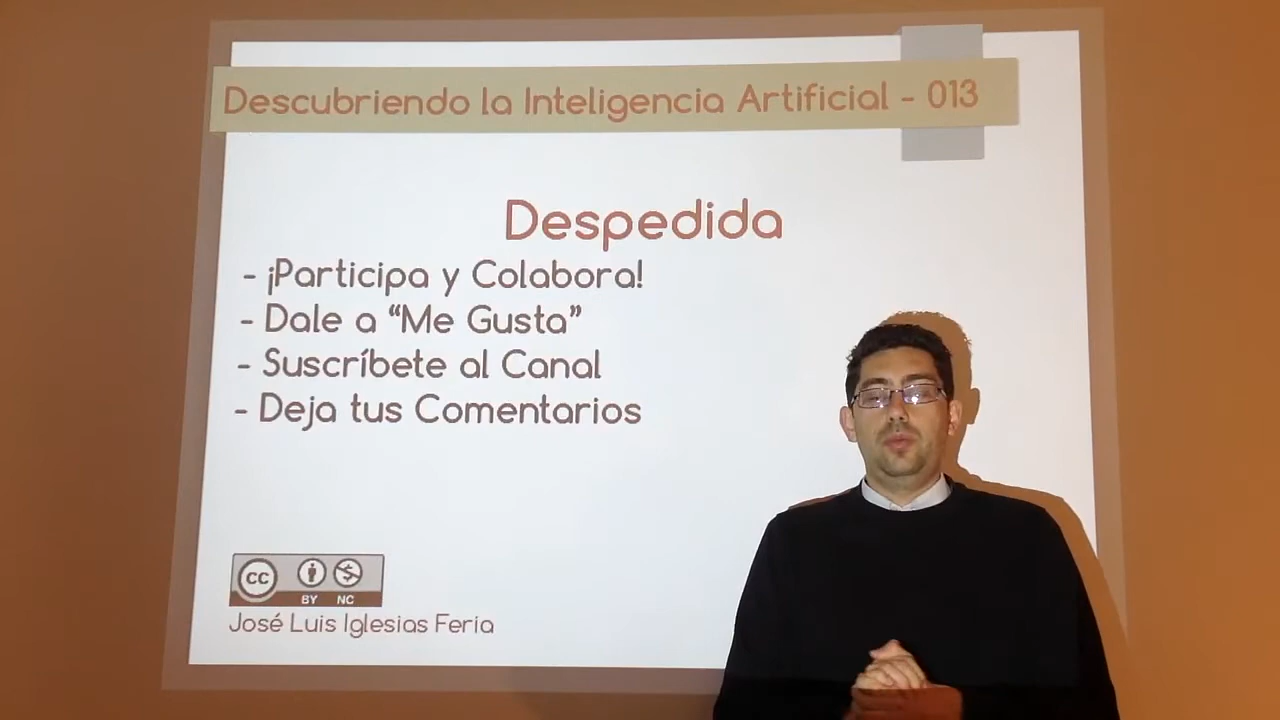 Descubriendo la Inteligencia Artificial - 013
Despedida
- ¡Participa y Colabora!
- Dale a “Me Gusta”
- Suscríbete al Canal
- Deja tus Comentarios
cc
BY NC
José Luis Iglesias Feria